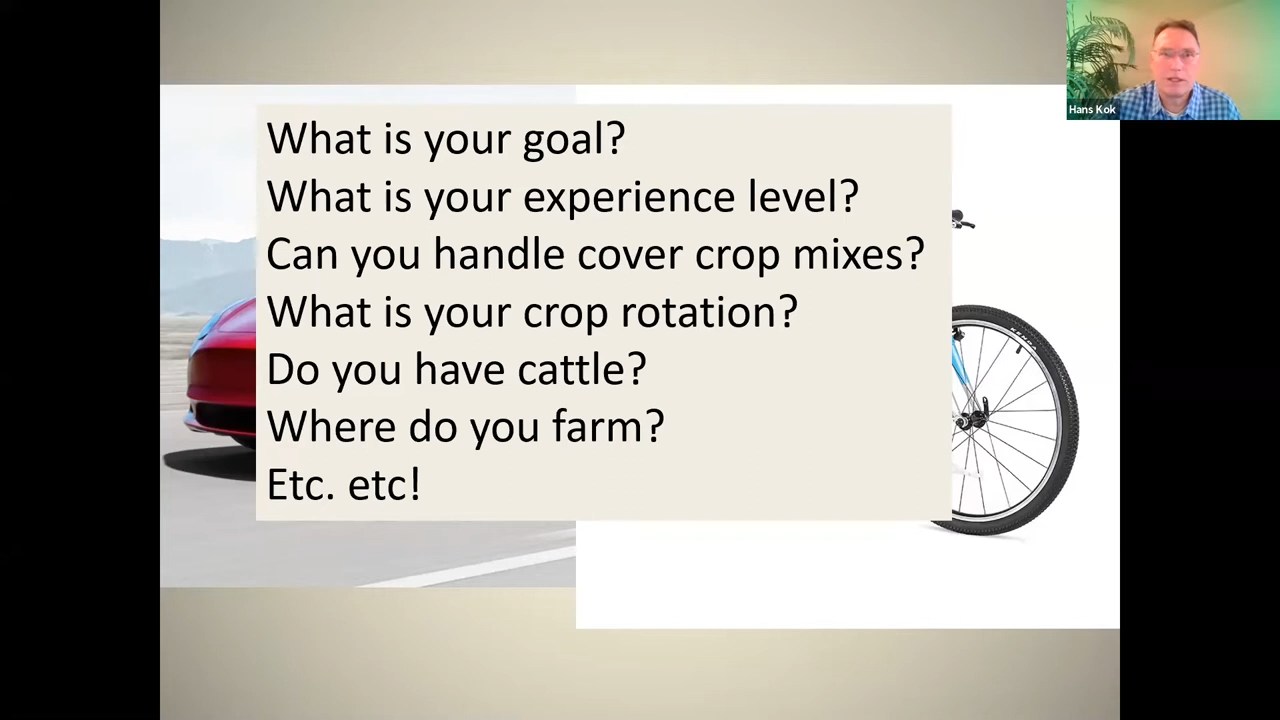 What is your goal?
What is your experience level?
Can you handle cover crop mixes?
What is your crop rotation?
Do you have cattle?
Where do you farm?
Etc. etc!
Hans Kok
KENDA